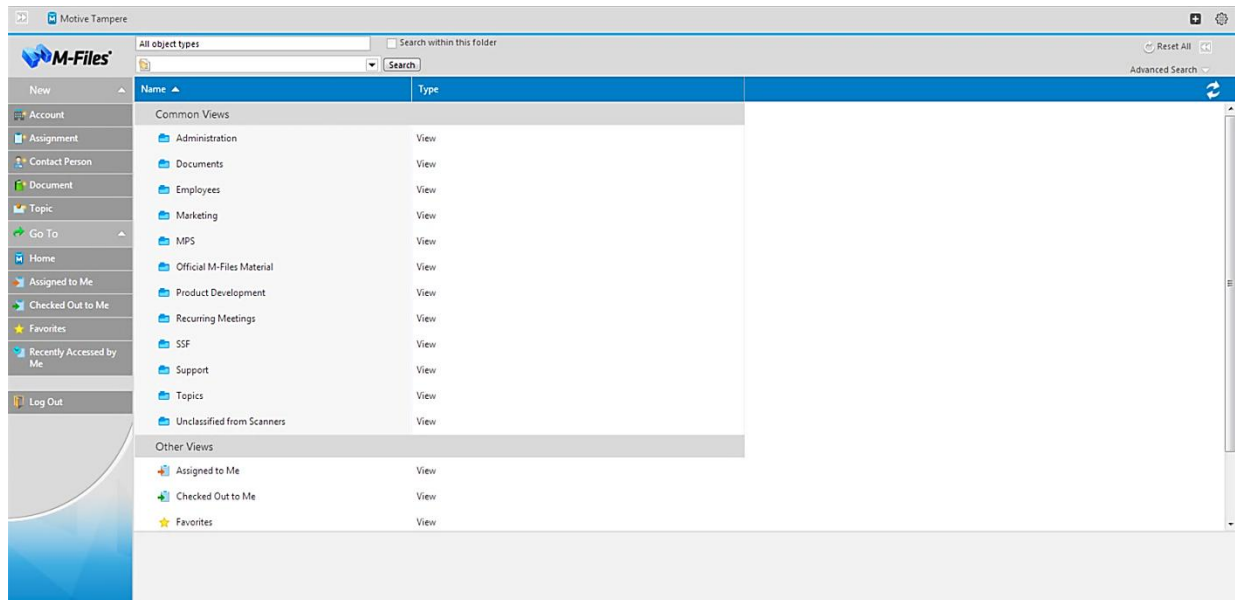 Motive Tampere
M-Files
All object types
Search within this folder
Search
Reset All
Advanced Search
New
Account
Assignment
Contact Person
Document
Topic
Go To
Home
Assigned to Me
Checked Out to Me
Favorites
Recently Accessed by
Me
Log Out
Name Type
Common Views
Administration View
Documents View
Employees View
Marketing View
MPS View
Official M-Files Material View
Product Development View
Recurring Meetings View
SSF View
Support View
Topics View
Unclassified from Scanners View
Other Views
Assigned to Me View
Checked Out to Me View
Favorites View